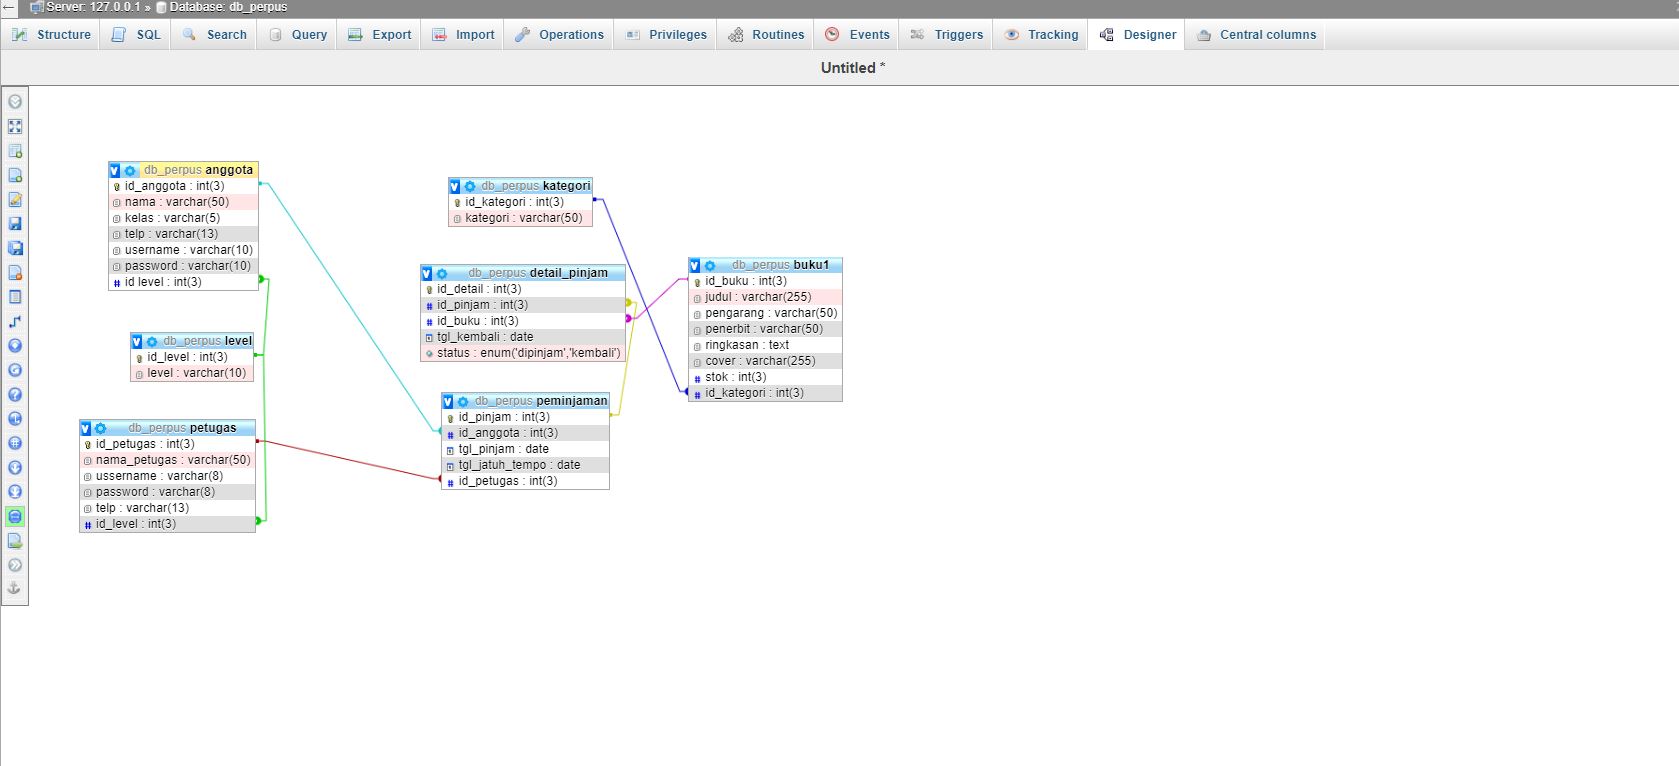 Server: 127.0.0.1 » Database: db_perpus
Structure SQL Search Query Export Import Operations Privileges Routines Events Triggers Tracking Designer Central columns
Untitled *
db_perpus anggota
id_anggota : int(3)
nama : varchar(50)
kelas : varchar(5)
telp : varchar(13)
username : varchar(10)
password : varchar(10)
id level : int(3)
db_perpus level
id_level : int(3)
level : varchar(10)
db_perpus petugas
id_petugas : int(3)
nama_petugas : varchar(50)
ussername : varchar(8)
password : varchar(8)
telp : varchar(13)
id_level : int(3)
db_perpus kategori
id_kategori : int(3)
kategori : varchar(50)
db_perpus detail_pinjam
id_detail : int(3)
id_pinjam : int(3)
id_buku : int(3)
tgl_kembali : date
status : enum('dipinjam','kembali')
db_perpus peminjaman
id_pinjam : int(3)
id_anggota : int(3)
tgl_pinjam : date
tgl_jatuh_tempo : date
id_petugas : int(3)
db_perpus buku1
id_buku : int(3)
judul : varchar(255)
pengarang : varchar(50)
penerbit : varchar(50)
ringkasan : text
cover : varchar(255)
stok : int(3)
id_kategori : int(3)